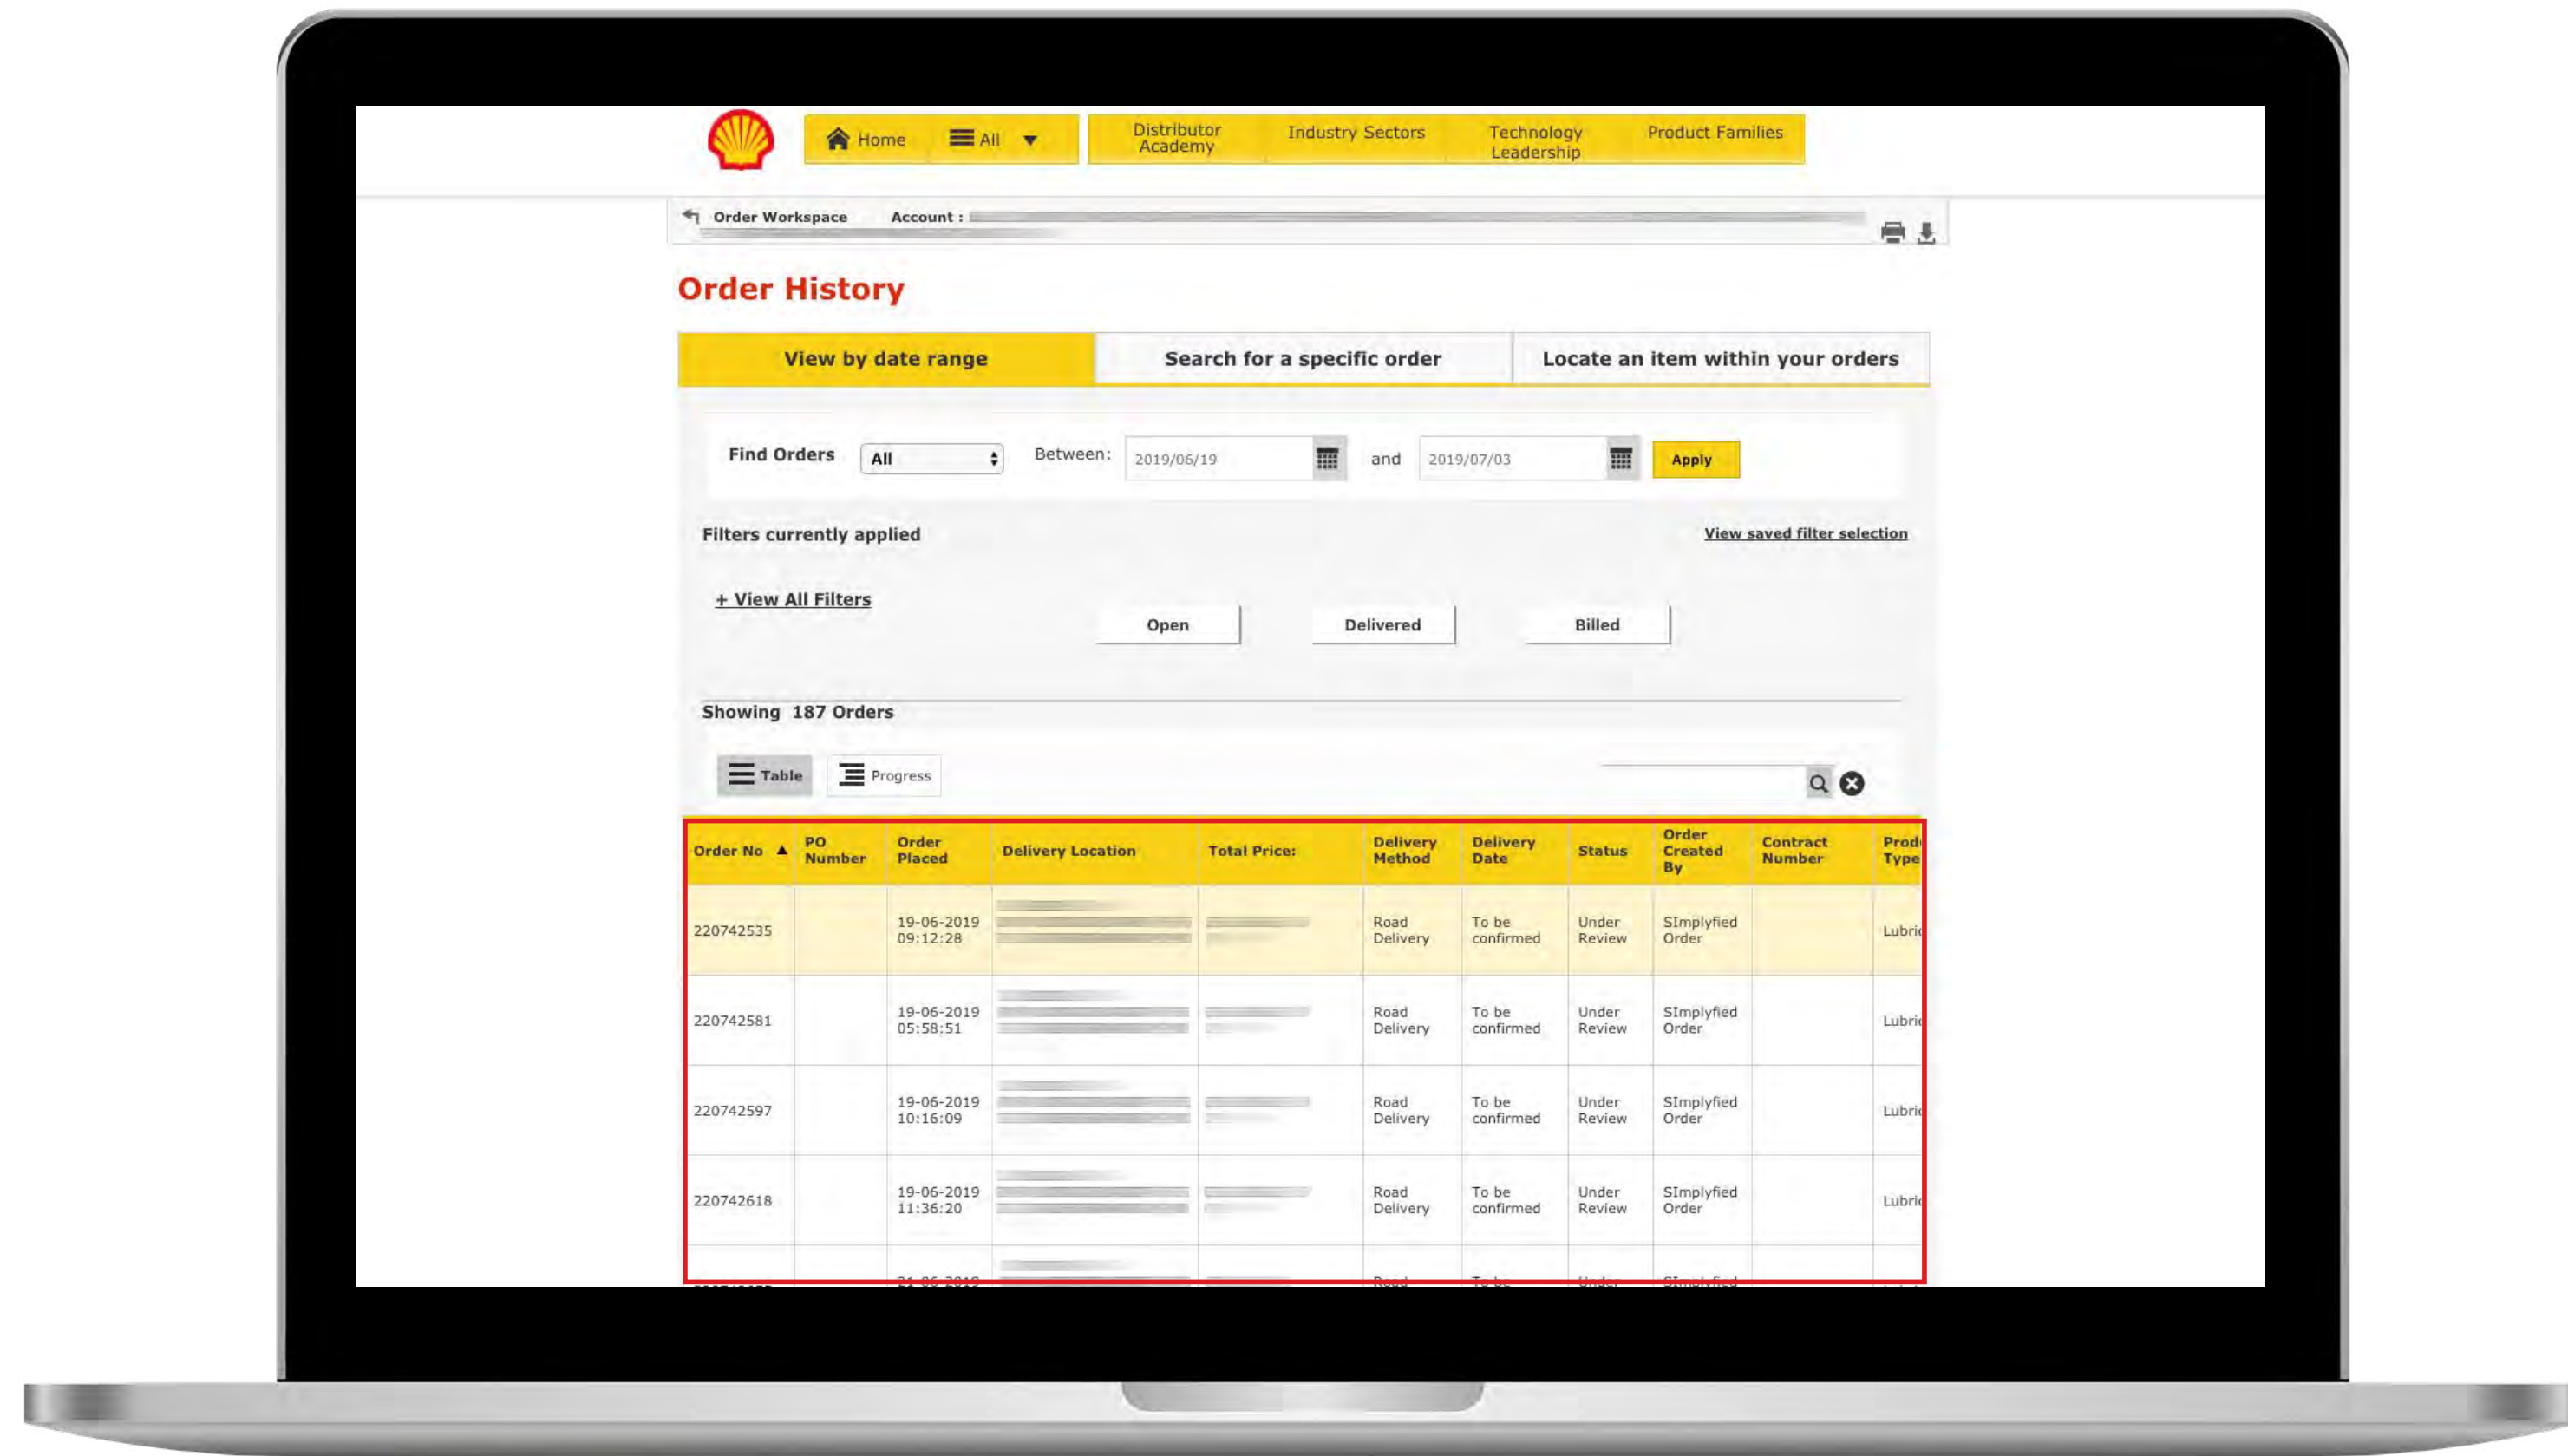 Home
All
Distributor Academy
Industry Sectors
Technology Leadership
Product Families
Order Workspace Account :
Order History
View by date range
Search for a specific order
Locate an item within your orders
Find Orders All Between: 2019/06/19 and 2019/07/03 Apply
Filters currently applied
View saved filter selection
+ View All Filters
Open
Delivered
Billed
Showing 187 Orders
Table
Progress
Order No PO Number Order Placed Delivery Location Total Price: Delivery Method Delivery Date Status Order Created By Contract Number Type
220742535 19-06-2019 09:12:28 Road Delivery To be confirmed Under Review SImplyfied Order
220742581 19-06-2019 05:58:51 Road Delivery To be confirmed Under Review SImplyfied Order
220742597 19-06-2019 10:16:09 Road Delivery To be confirmed Under Review SImplyfied Order
220742618 19-06-2019 11:36:20 Road Delivery To be confirmed Under Review SImplyfied Order